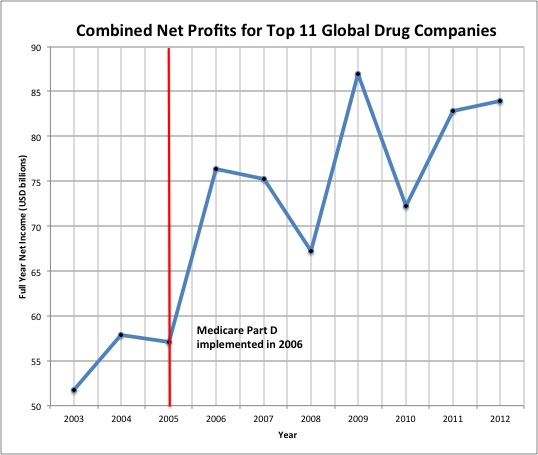 Combined Net Profits for Top 11 Global Drug Companies
Full Year Net Income (USD billions)
90
85
80
75
70
65
60
55
50
Medicare Part D
implemented in 2006
2003 2004 2005 2006 2007 2008 2009 2010 2011 2012
Year